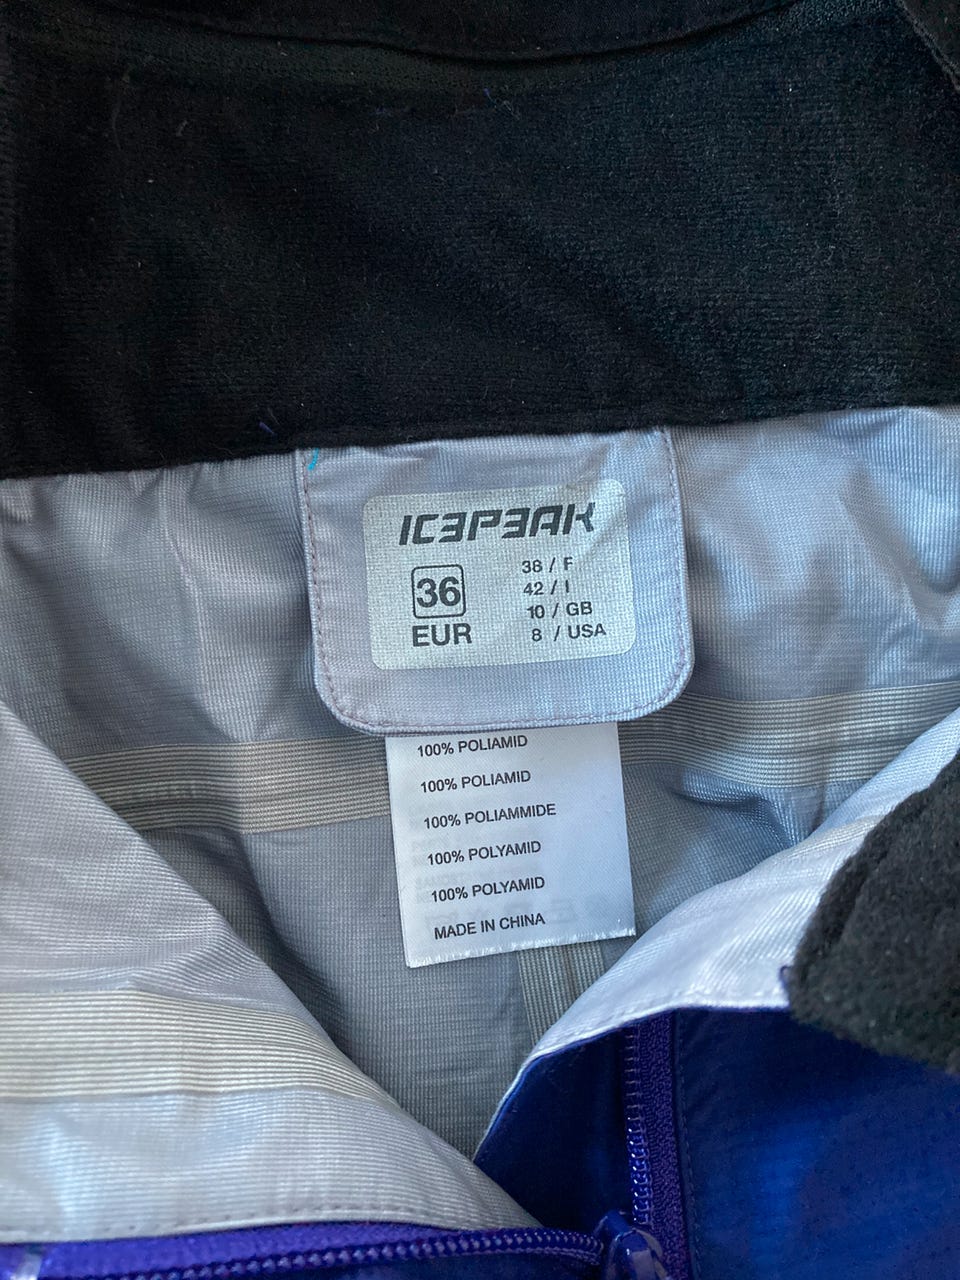 ICEPEAK
36
EUR
38 / F
42 / I
10 / GB
8 / USA
100% POLIAMID
100% POLIAMID
100% POLIAMMIDE
100% POLYAMID
100% POLYAMID
MADE IN CHINA